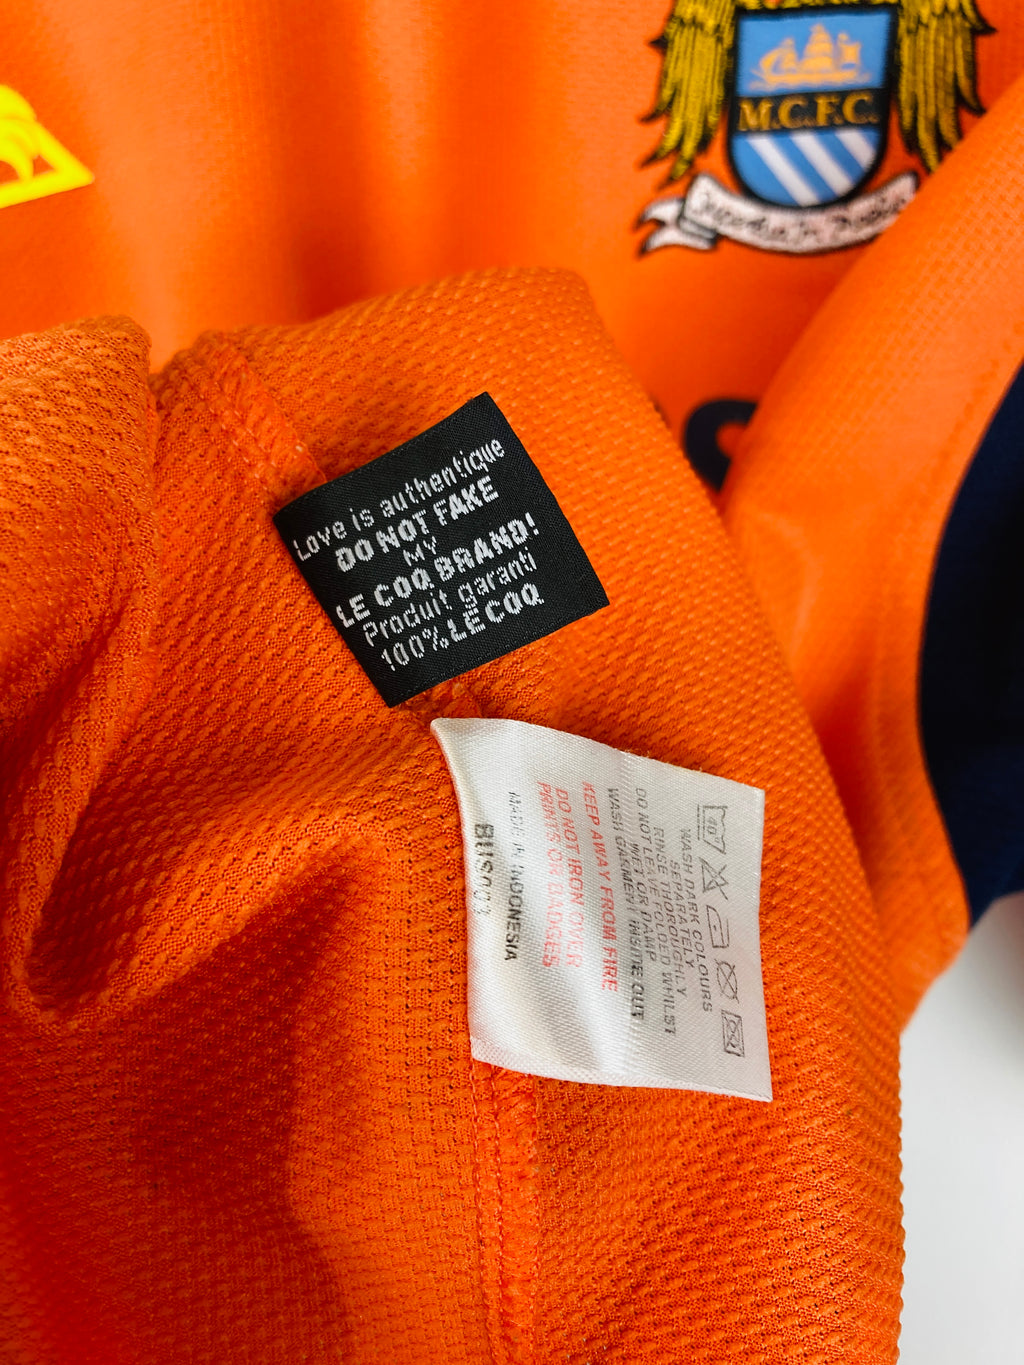 M.C.F.C.
Love is authentique
DO NOT FAKE
MY
LE COQ BRAND!
Produit garanti
100% LE COQ
40
WASH DARK COLOURS
SEPARATELY
RINSE THOROUGHLY
DO NOT LEAVE FOLDED WHILST
WET OR DAMP
WASH GARMENT INSIDE OUT
KEEP AWAY FROM FIRE
DO NOT IRON OVER
PRINTS OR BADGES
MADE IN INDONESIA